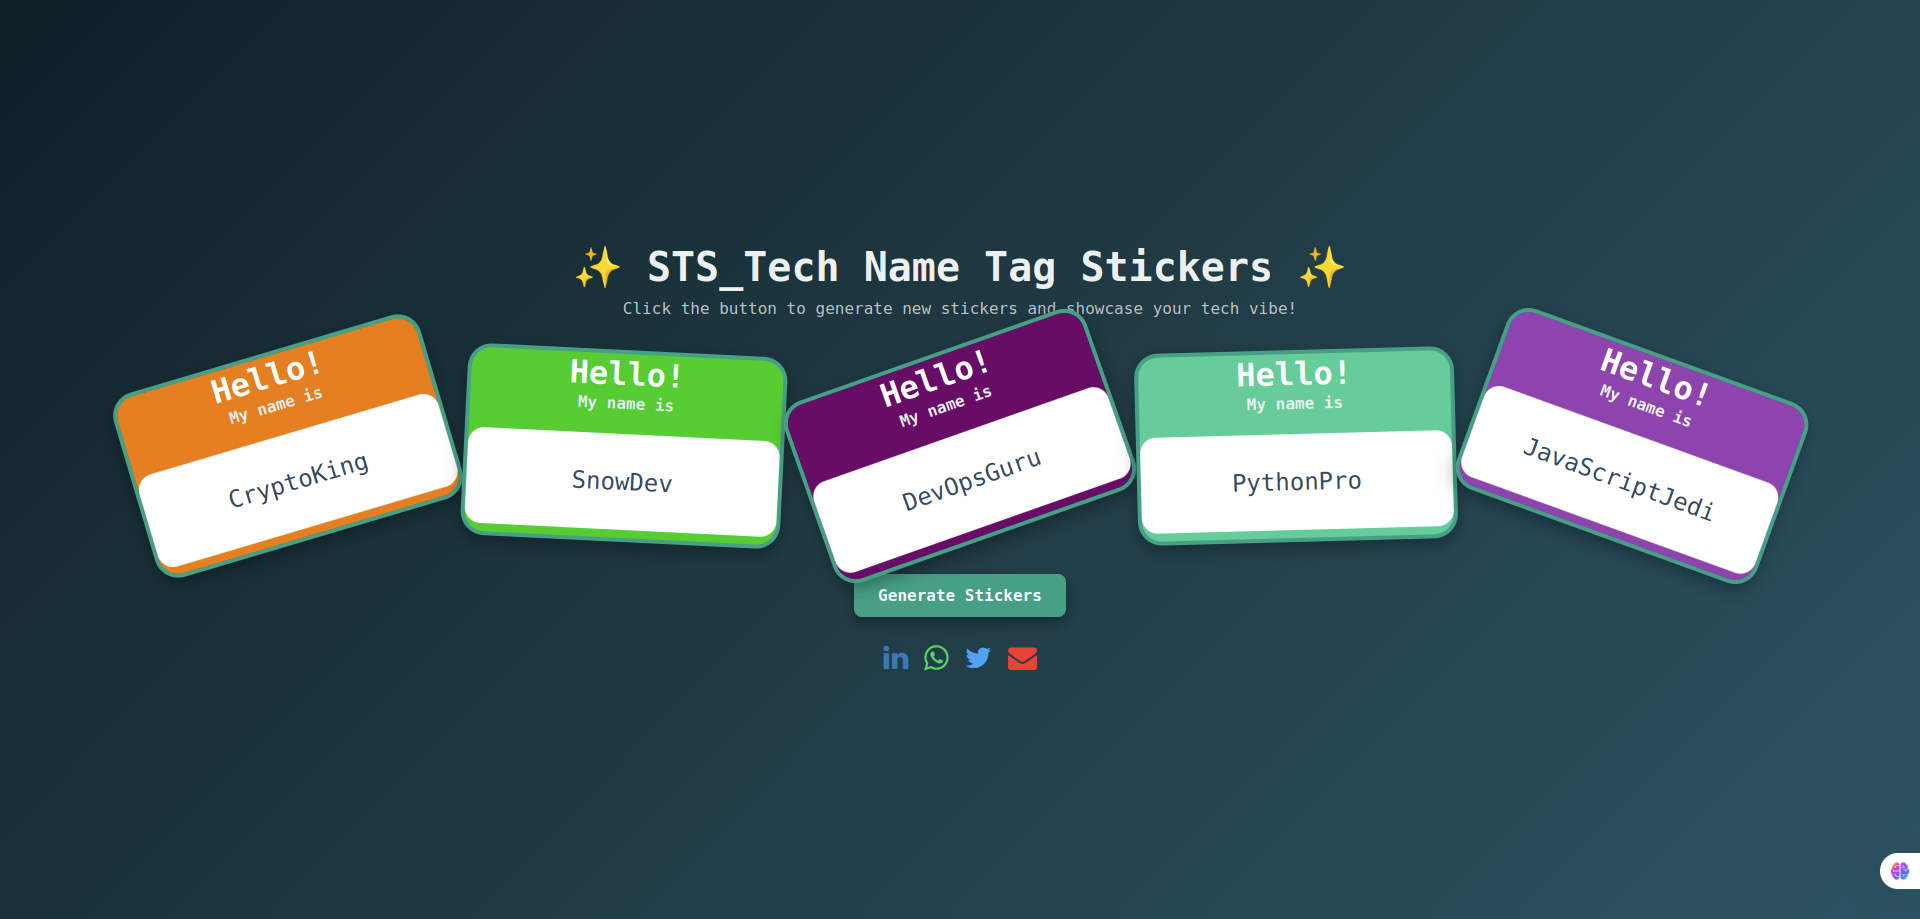 ✨ STS_Tech Name Tag Stickers ✨
Click the button to generate new stickers and showcase your tech vibe!
Hello!
My name is
CryptoKing
Hello!
My name is
SnowDev
Hello!
My name is
DevOpsGuru
Hello!
My name is
PythonPro
Hello!
My name is
JavaScriptJedi
Generate Stickers
in